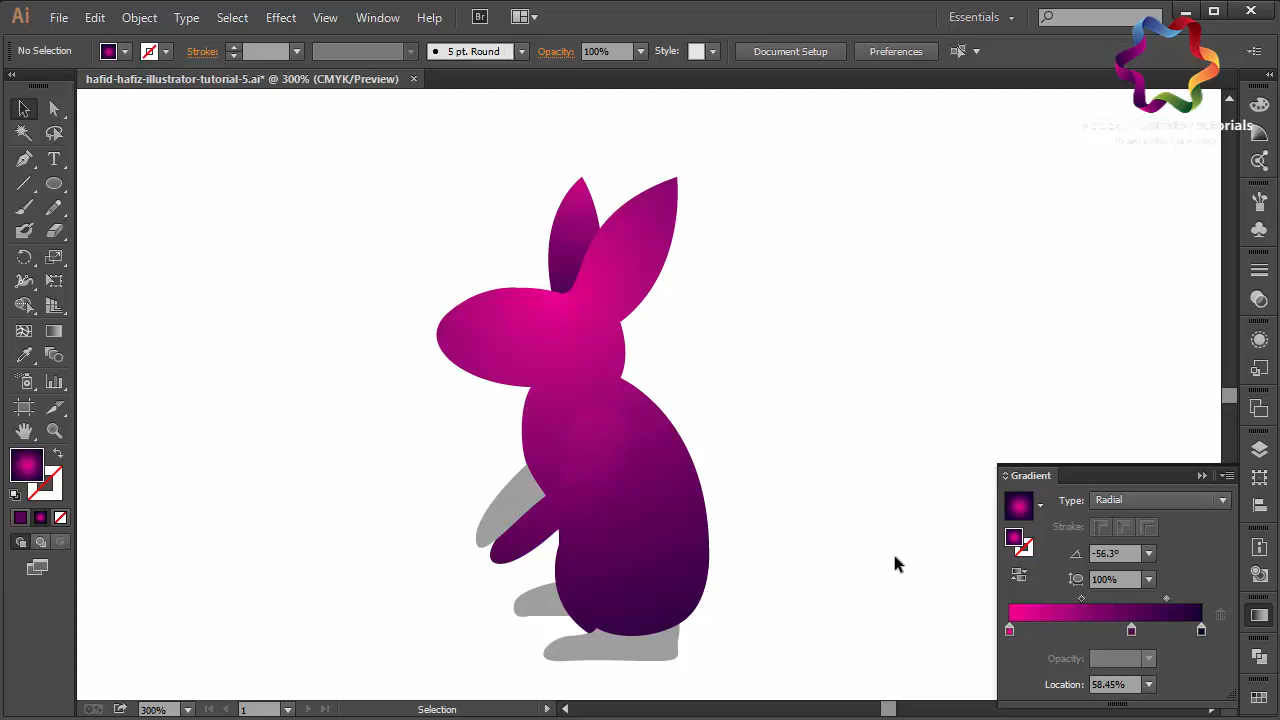 Ai File Edit Object Type Select Effect View Window Help Br Essentials
No Selection Stroke: 5 pt. Round Opacity: 100% Style: Document Setup Preferences
hafid-hafiz-illustrator-tutorial-5.ai* @ 300% (CMYK/Preview)
Gradient
Type: Radial
Stroke:
-56.3°
100%
Opacity:
Location: 58.45%
300% 1 Selection